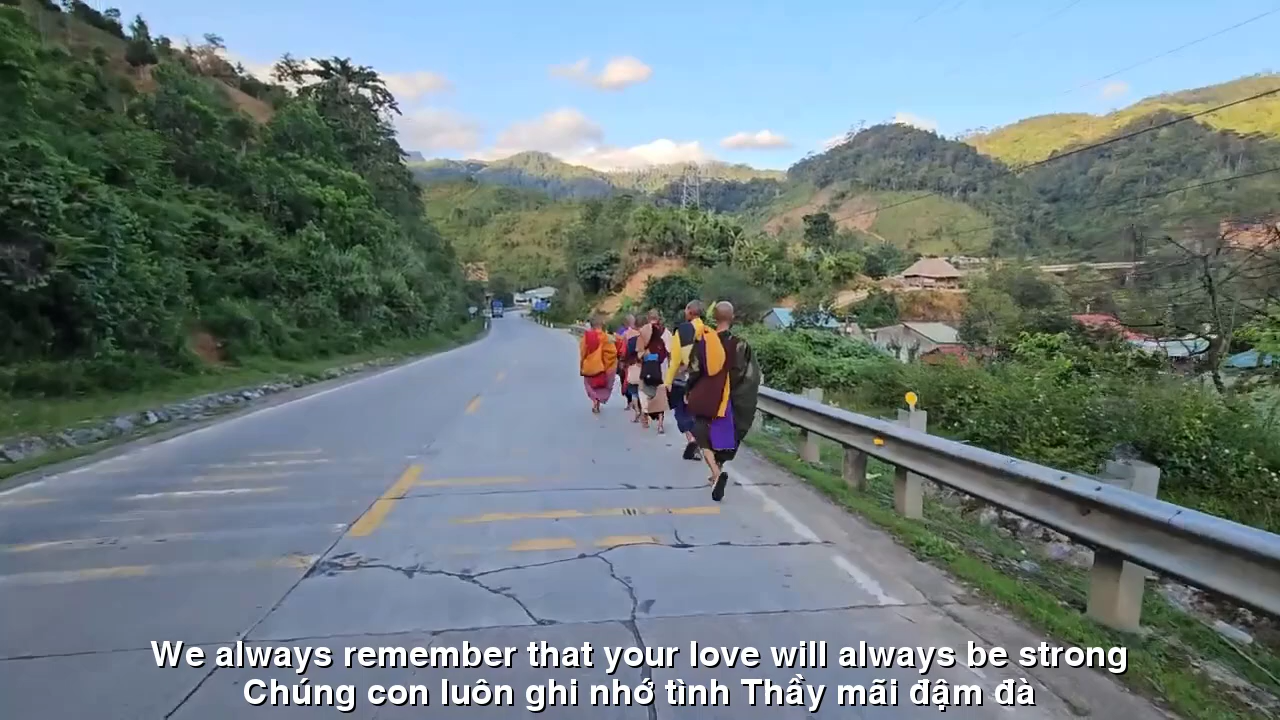 We always remember that your love will always be strong
Chúng con luôn ghi nhớ tình Thầy mãi đậm đà